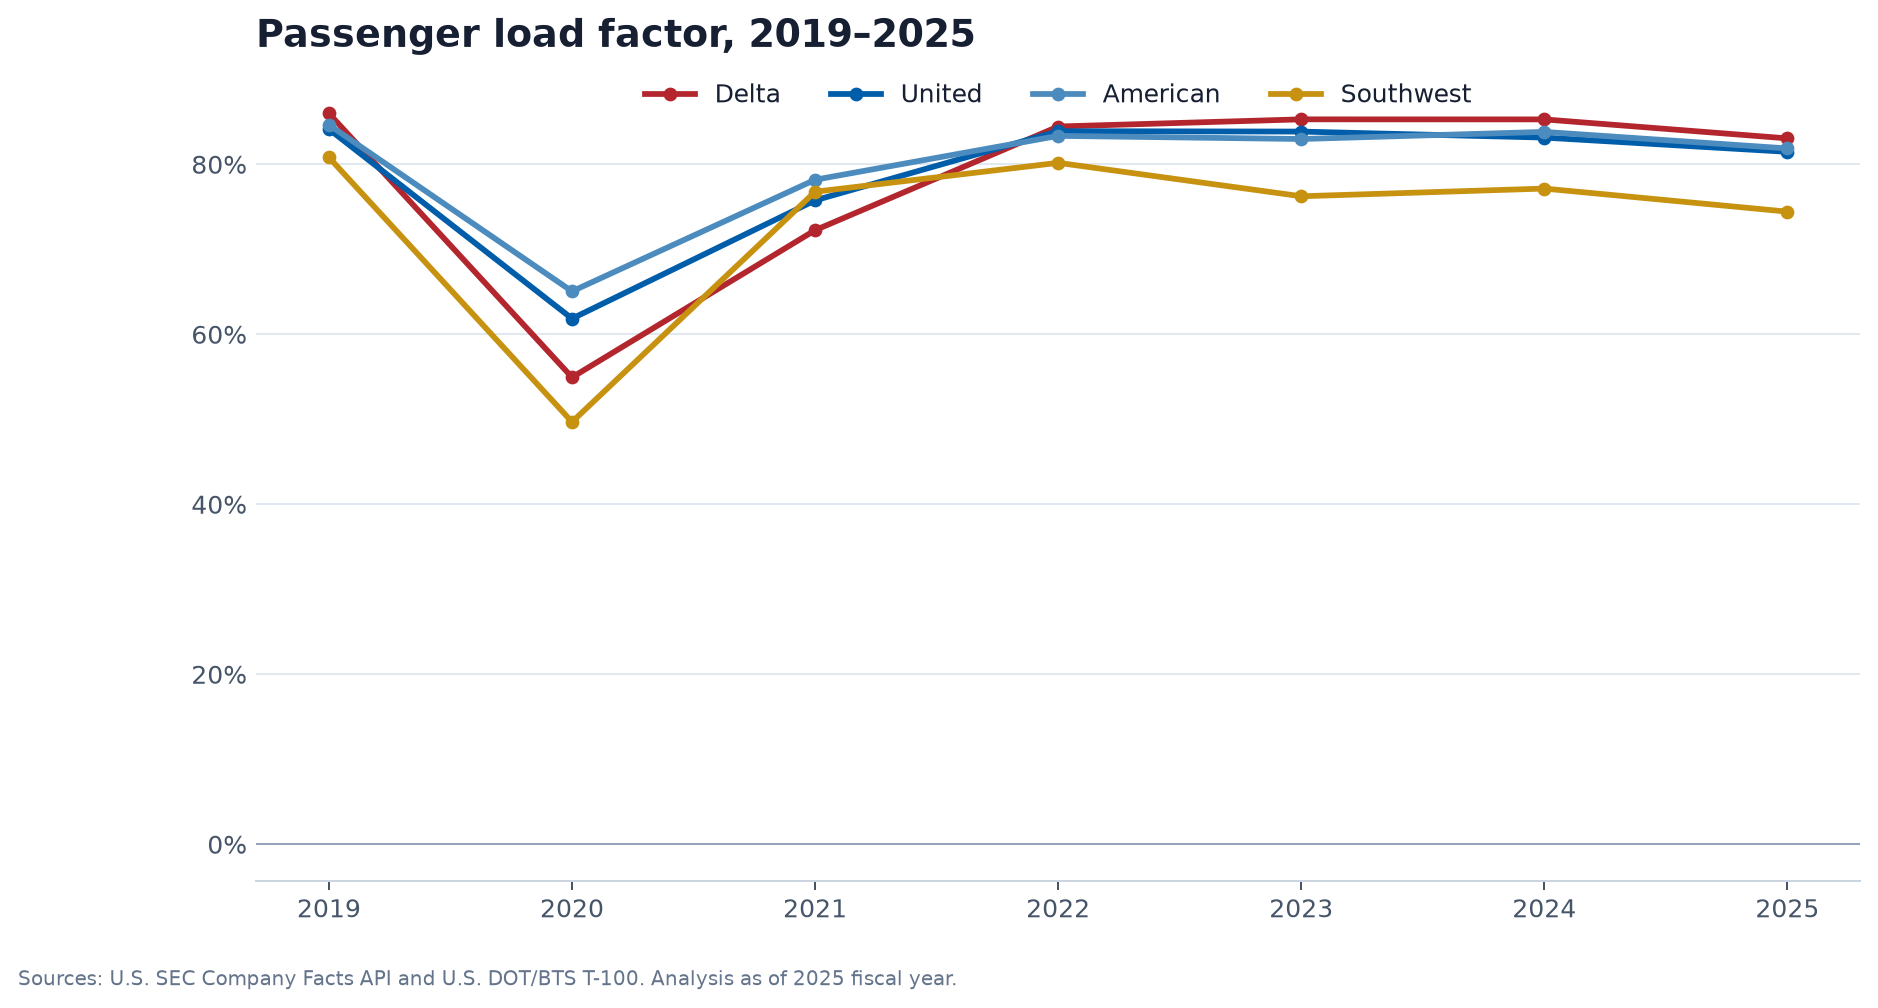 Passenger load factor, 2019–2025
Delta United American Southwest
80%
60%
40%
20%
0%
2019 2020 2021 2022 2023 2024 2025
Sources: U.S. SEC Company Facts API and U.S. DOT/BTS T-100. Analysis as of 2025 fiscal year.